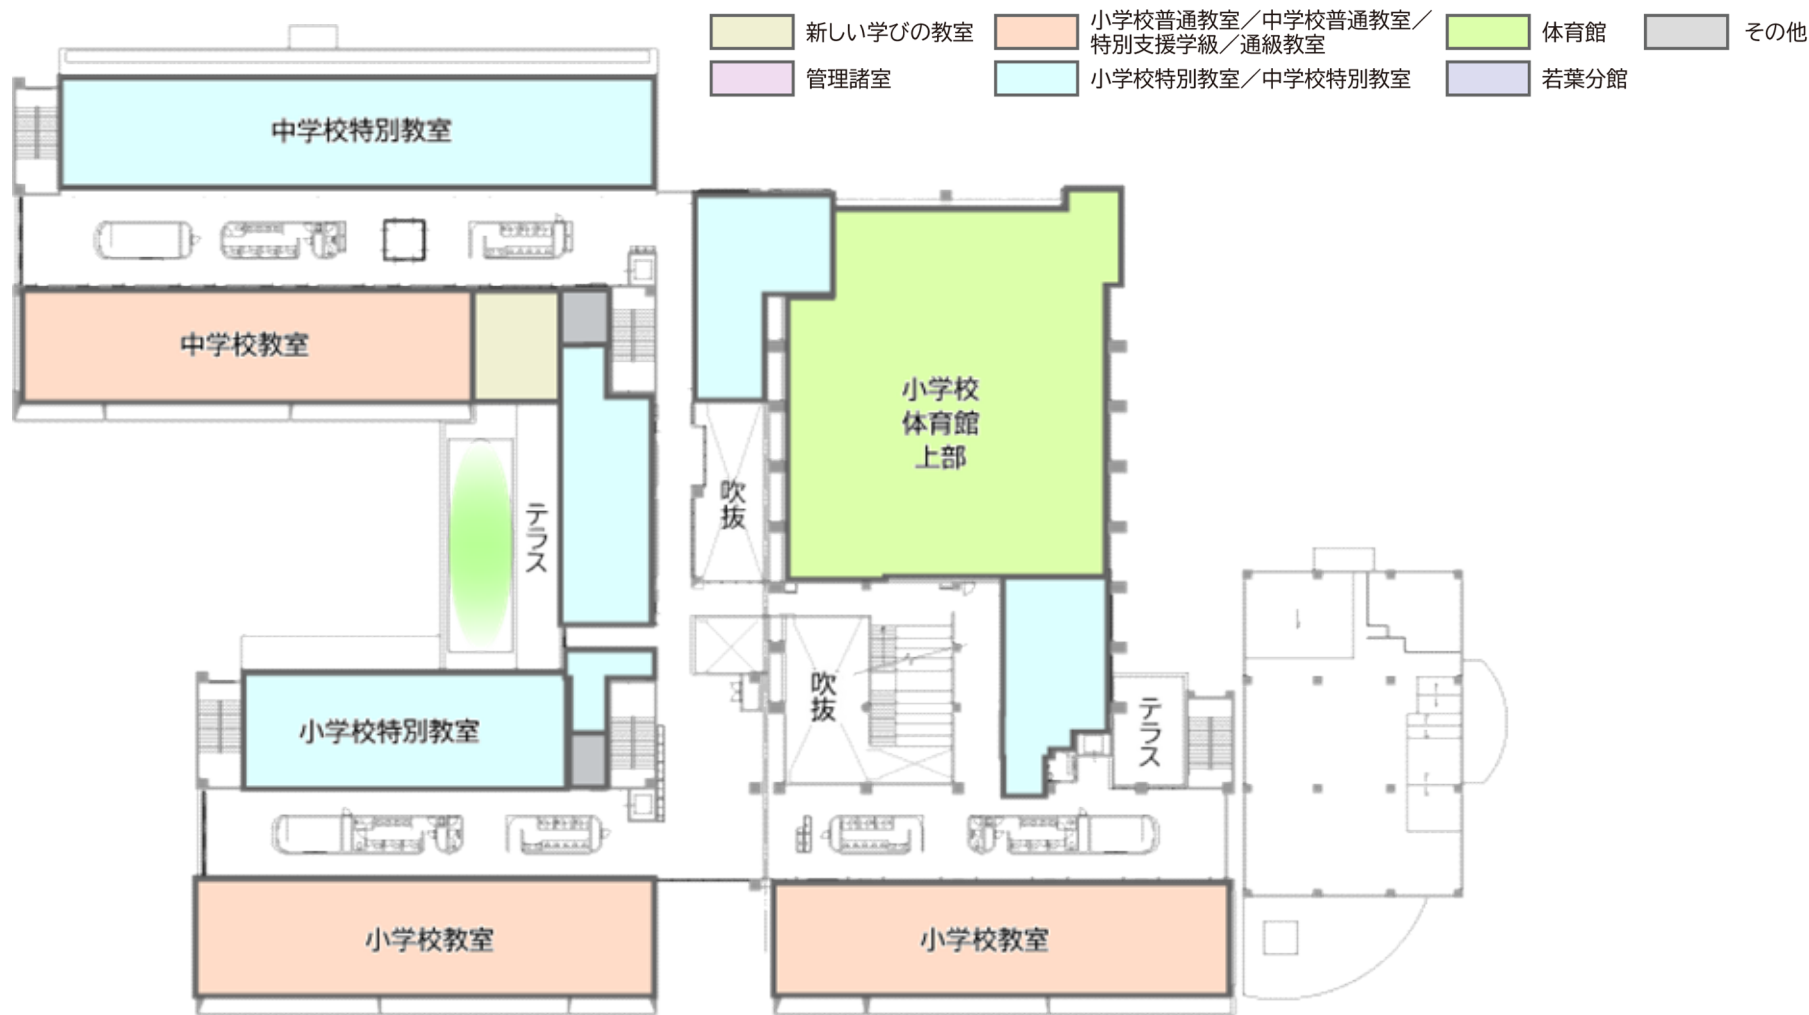 新しい学びの教室
小学校普通教室／中学校普通教室／
特別支援学級／通級教室
体育館
その他
管理諸室
小学校特別教室／中学校特別教室
若葉分館
中学校特別教室
中学校教室
小学校
体育館
上部
吹抜
テラス
吹抜
テラス
小学校特別教室
小学校教室
小学校教室